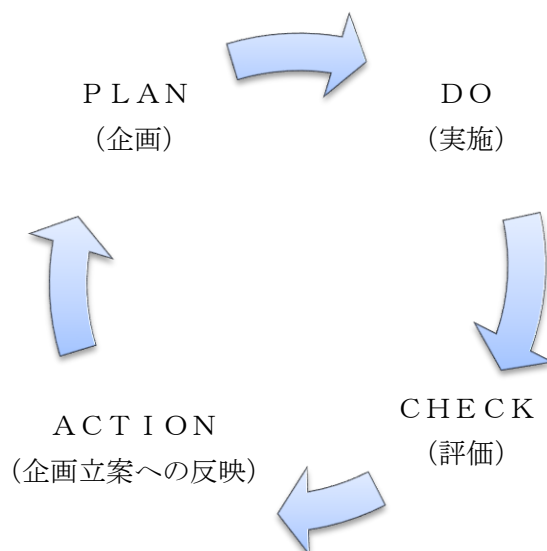 ＰＬＡＮ
（企画）
ＤＯ
（実施）
ＣＨＥＣＫ
（評価）
ＡＣＴＩＯＮ
（企画立案への反映）